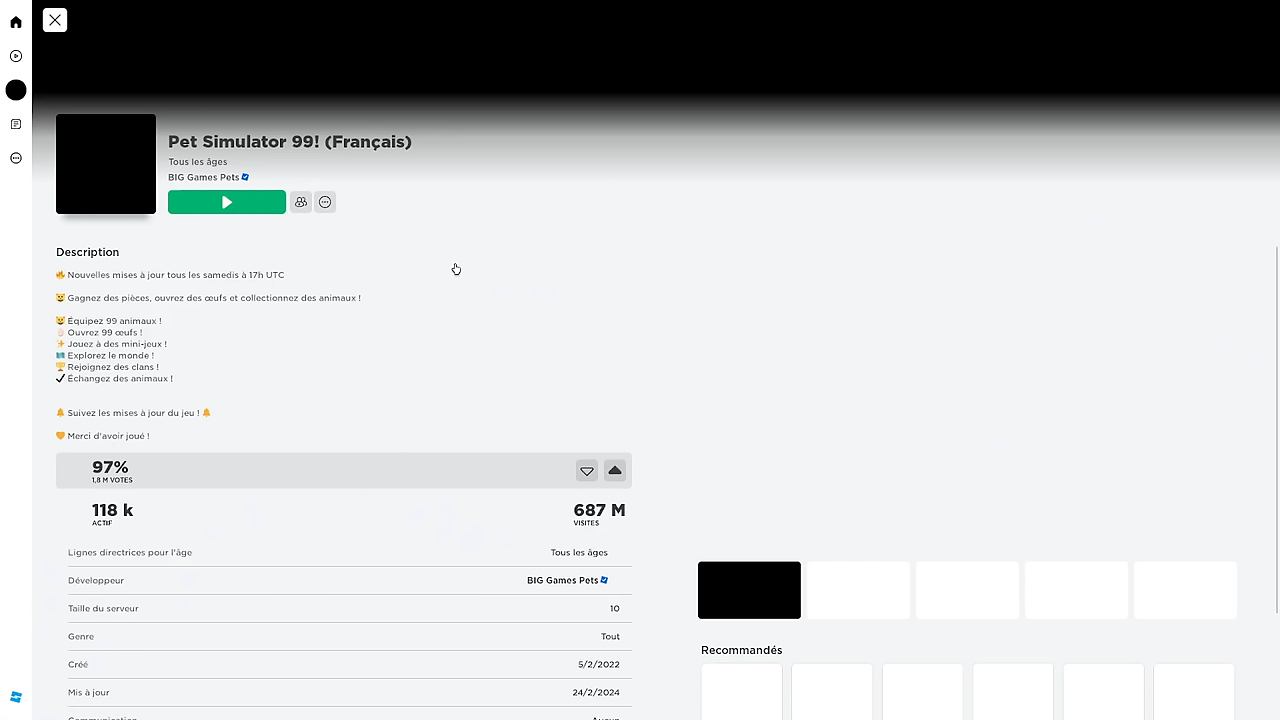 Pet Simulator 99! (Français)
Tous les âges
BIG Games Pets
Description
🔥 Nouvelles mises à jour tous les samedis à 17h UTC
😺 Gagnez des pièces, ouvrez des œufs et collectionnez des animaux !
😺 Équipez 99 animaux !
🥚 Ouvrez 99 œufs !
✨ Jouez à des mini-jeux !
🗺️ Explorez le monde !
🏆 Rejoignez des clans !
✔️ Échangez des animaux !
🔔 Suivez les mises à jour du jeu ! 🔔
🧡 Merci d'avoir joué !
97%
1,8 M VOTES
118 k 687 M
ACTIF VISITES
Lignes directrices pour l'âge Tous les âges
Développeur BIG Games Pets
Taille du serveur 10
Genre Tout
Créé 5/2/2022
Mis à jour 24/2/2024
Recommandés